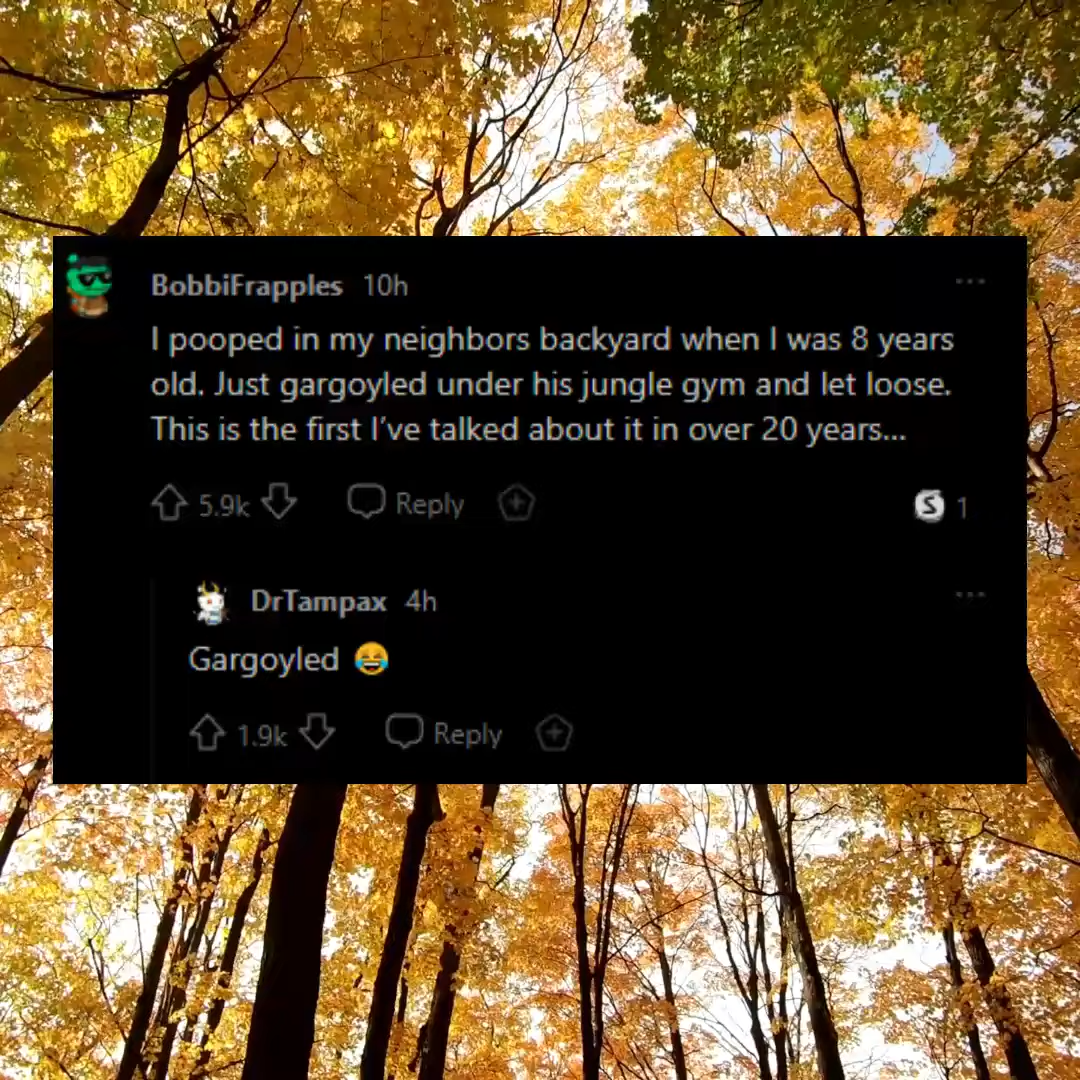 BobbiFrapples 10h
I pooped in my neighbors backyard when I was 8 years
old. Just gargoyled under his jungle gym and let loose.
This is the first I've talked about it in over 20 years...
5.9k Reply S 1
DrTampax 4h
Gargoyled 😂
1.9k Reply